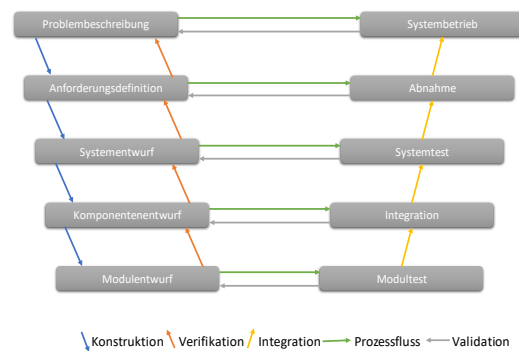 Problembeschreibung Systembetrieb
Anforderungsdefinition Abnahme
Systementwurf Systemtest
Komponentenentwurf Integration
Modulentwurf Modultest
Konstruktion Verifikation Integration Prozessfluss Validation